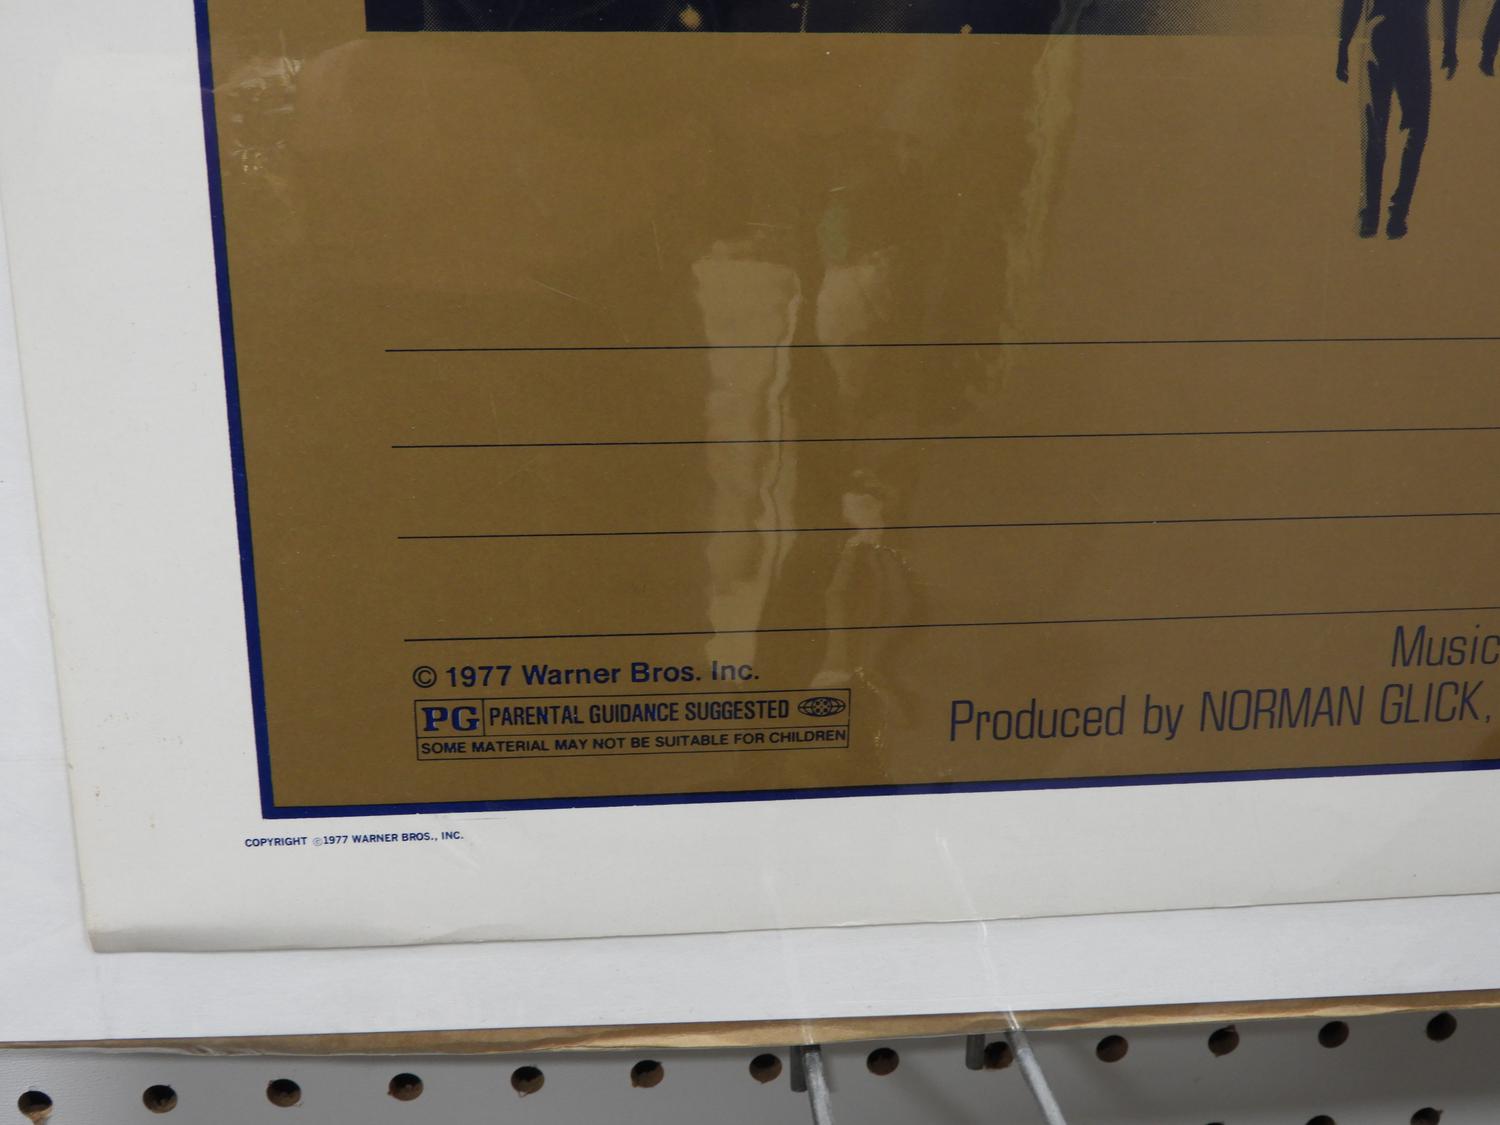 Music
© 1977 Warner Bros. Inc.
Produced by NORMAN GLICK,
PG PARENTAL GUIDANCE SUGGESTED
SOME MATERIAL MAY NOT BE SUITABLE FOR CHILDREN
COPYRIGHT ©1977 WARNER BROS., INC.